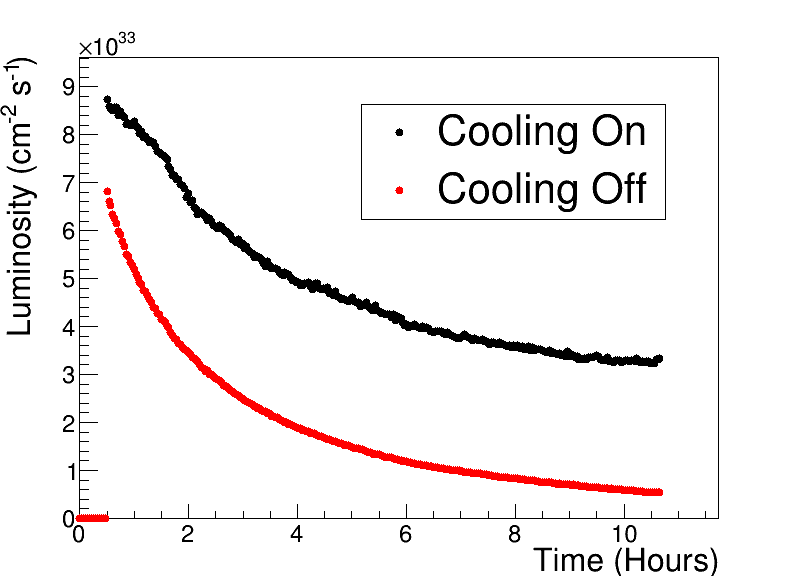 ×10³³
Luminosity (cm⁻² s⁻¹)
9
8
7
6
5
4
3
2
1
0
Cooling On
Cooling Off
0 2 4 6 8 10
Time (Hours)